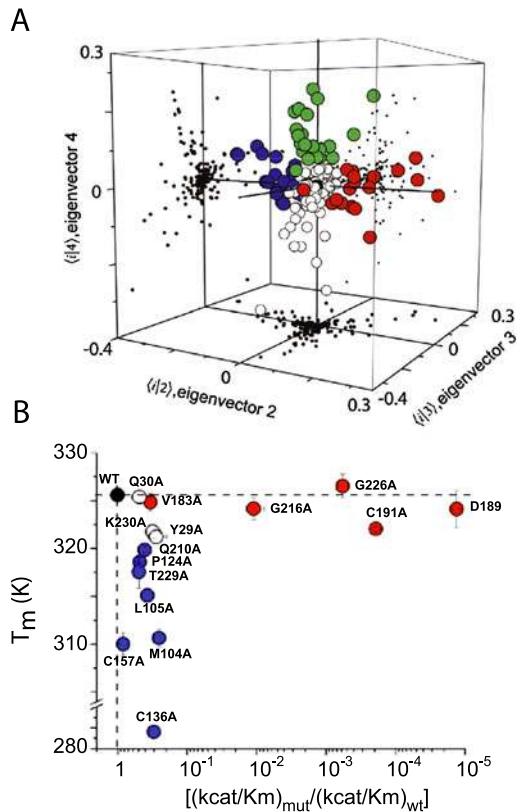 A
0.3
0
-0.4
⟨i|4⟩,eigenvector 4
⟨i|2⟩,eigenvector 2
0
0.3
-0.4
0
0.3
⟨i|3⟩,eigenvector 3
B
330
320
310
280
Tm (K)
WT
Q30A
V183A
K230A
Y29A
Q210A
P124A
T229A
L105A
C157A
M104A
C136A
G216A
G226A
C191A
D189
1
10-1
10-2
10-3
10-4
10-5
[(kcat/Km)mut/(kcat/Km)wt]